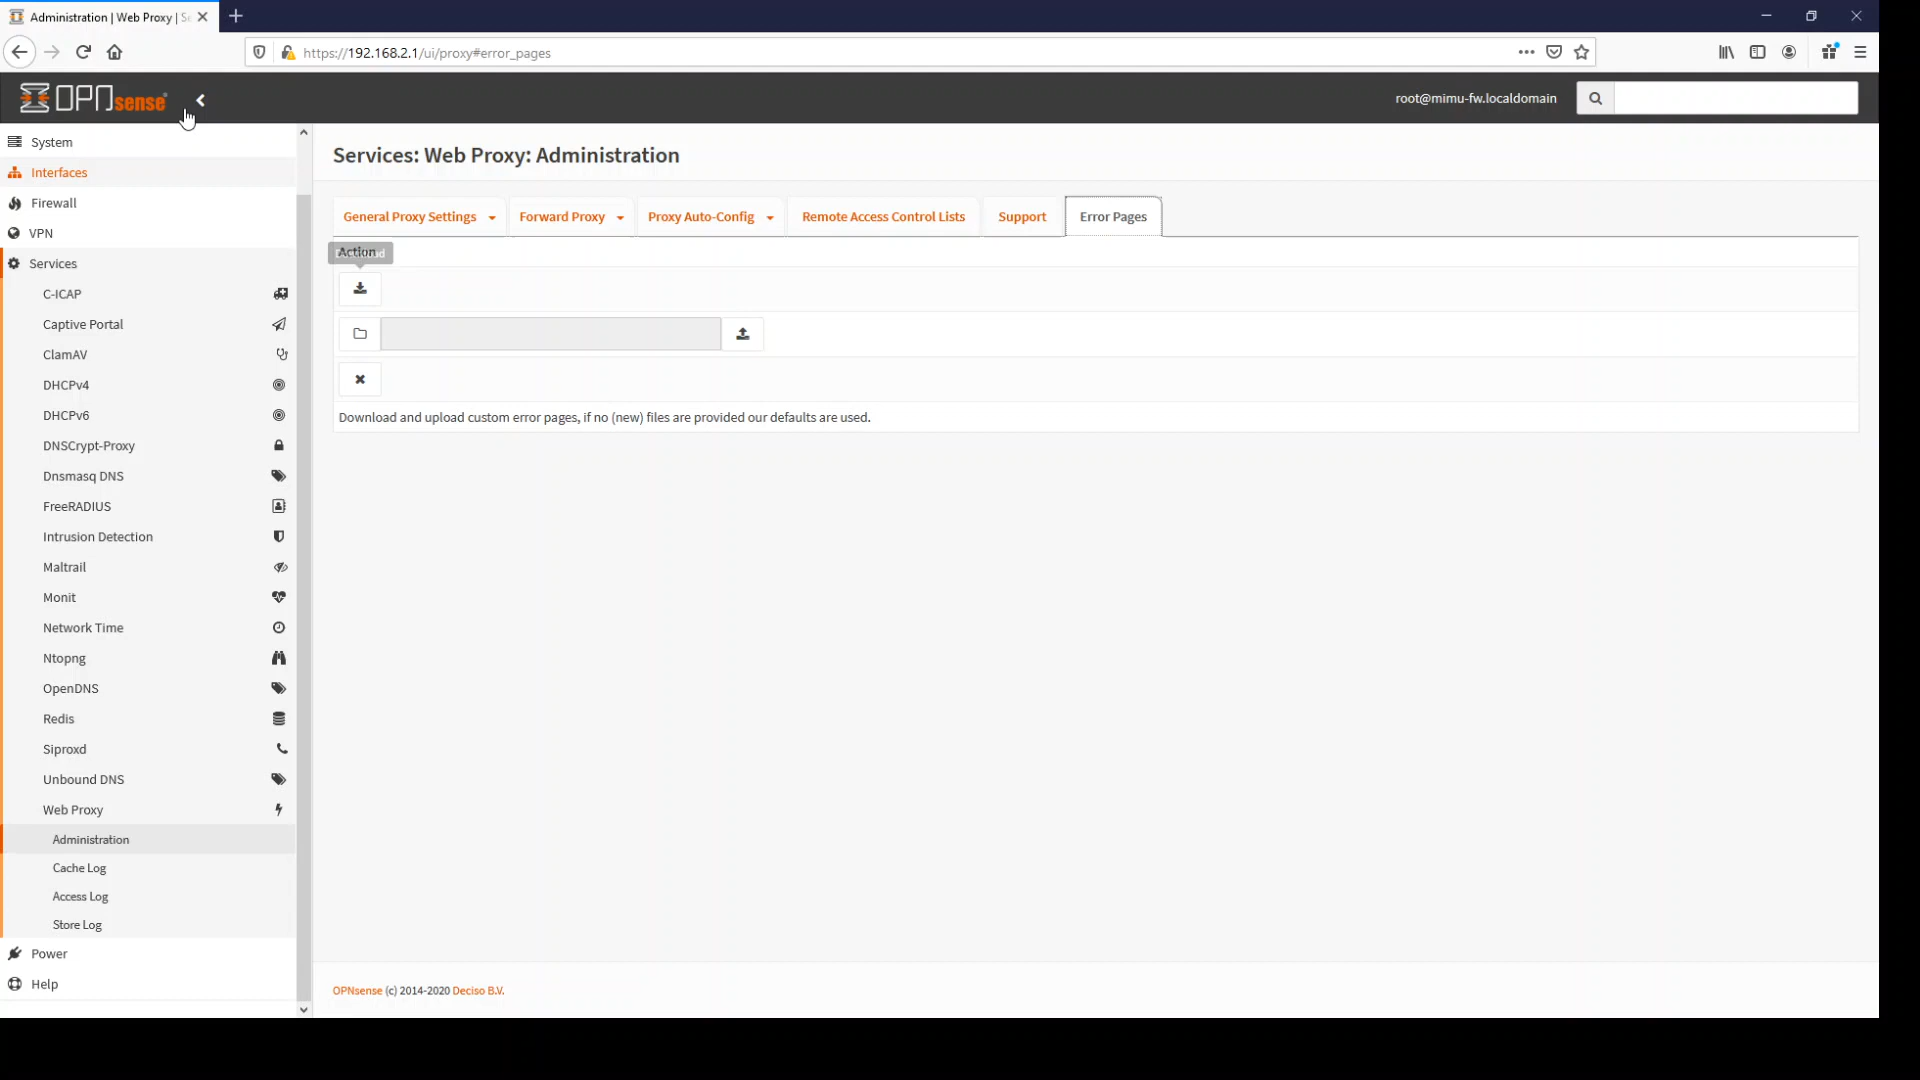 Administration | Web Proxy | Se
https://192.168.2.1/ui/proxy#error_pages
OPNsense
root@mimu-fw.localdomain
System
Interfaces
Firewall
VPN
Services
C-ICAP
Captive Portal
ClamAV
DHCPv4
DHCPv6
DNSCrypt-Proxy
Dnsmasq DNS
FreeRADIUS
Intrusion Detection
Maltrail
Monit
Network Time
Ntopng
OpenDNS
Redis
Siproxd
Unbound DNS
Web Proxy
Administration
Cache Log
Access Log
Store Log
Power
Help
Services: Web Proxy: Administration
General Proxy Settings
Forward Proxy
Proxy Auto-Config
Remote Access Control Lists
Support
Error Pages
Action
Download and upload custom error pages, if no (new) files are provided our defaults are used.
OPNsense (c) 2014-2020 Deciso B.V.